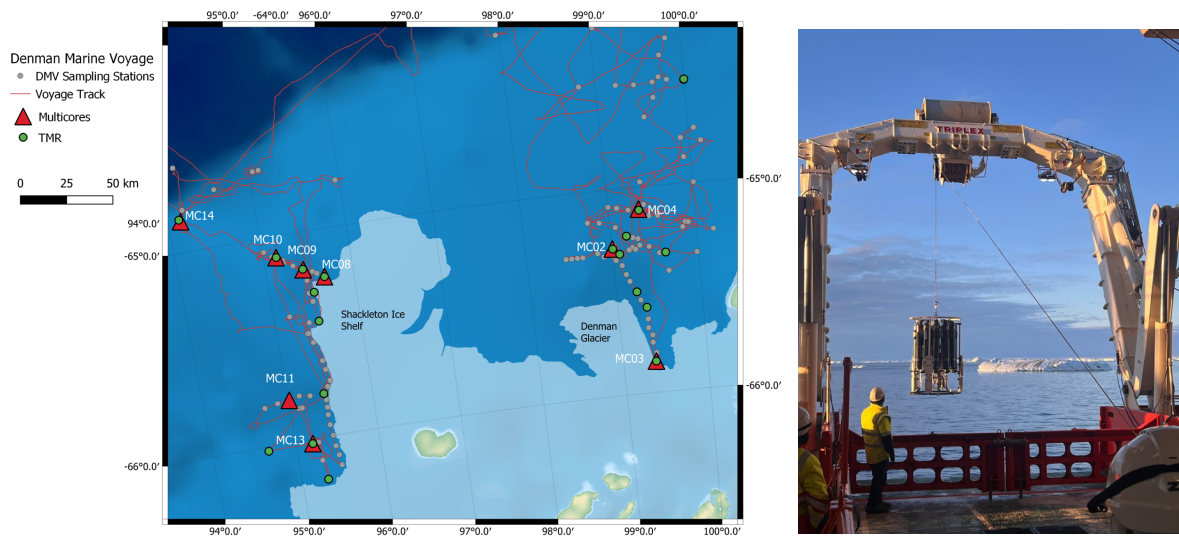 95°0.0′ -64°0.0′ 96°0.0′ 97°0.0′ 98°0.0′ 99°0.0′ 100°0.0′
Denman Marine Voyage
DMV Sampling Stations
Voyage Track
Multicores
TMR
0 25 50 km
94°0.0′
-65°0.0′
-65°0.0′
-66°0.0′
-66°0.0′
MC14
MC10
MC09
MC08
MC04
MC02
Shackleton Ice
Shelf
Denman
Glacier
MC03
MC11
MC13
94°0.0′ 95°0.0′ 96°0.0′ 97°0.0′ 98°0.0′ 99°0.0′ 100°0.0′
TRIPLEX